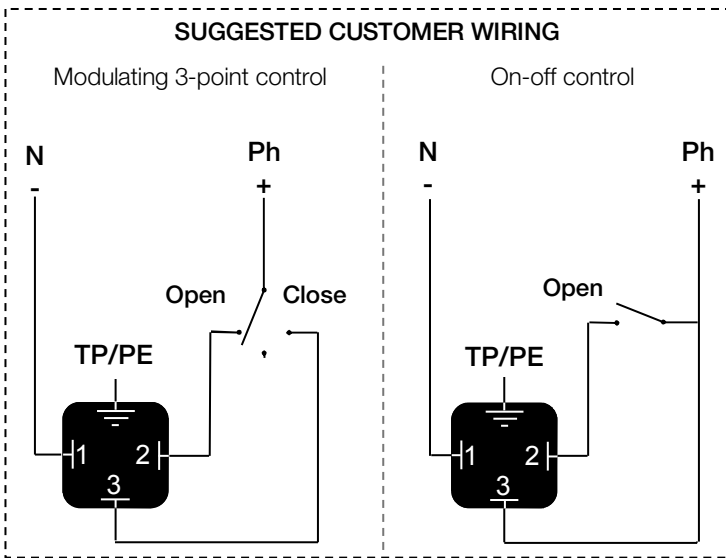 SUGGESTED CUSTOMER WIRING
Modulating 3-point control
N
-
Ph
+
Open
Close
TP/PE
1
2
3
On-off control
N
-
Ph
+
Open
TP/PE
1
2
3